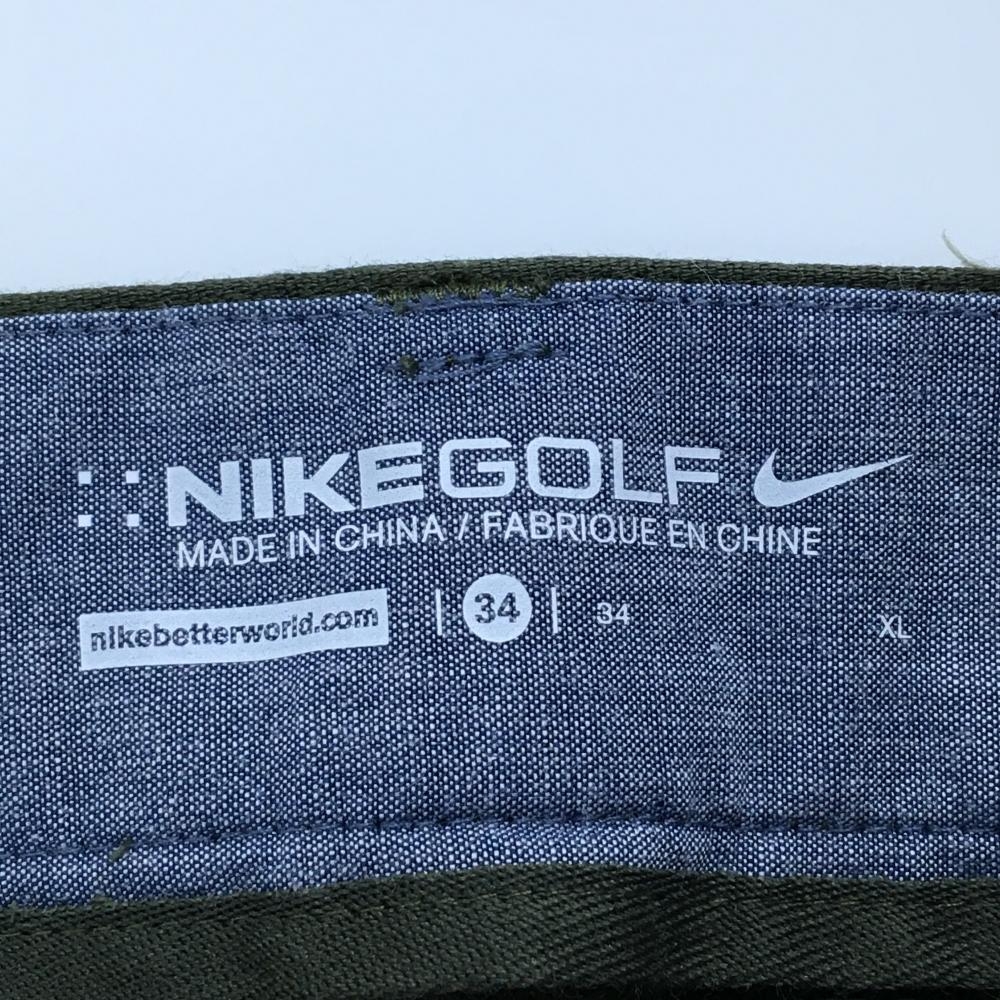 NIKEGOLF
MADE IN CHINA / FABRIQUE EN CHINE
nikebetterworld.com | 34 | 34 XL